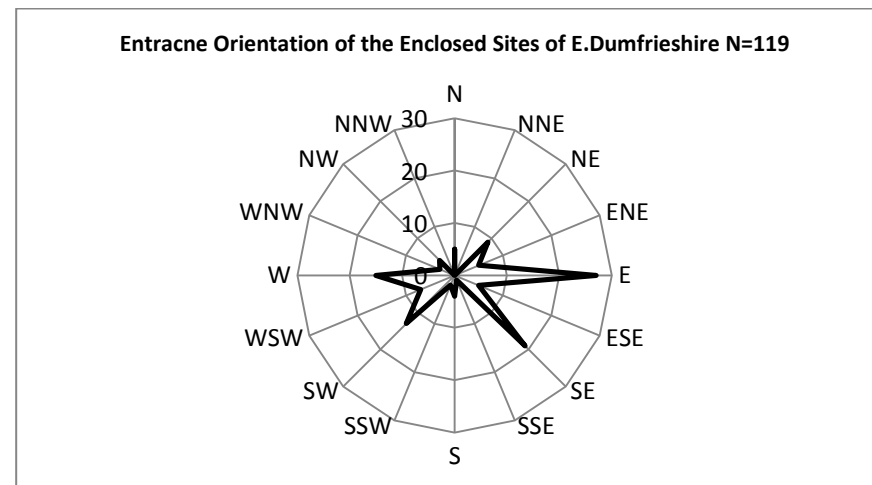 Entracne Orientation of the Enclosed Sites of E.Dumfrieshire N=119
N
NNW 30 NNE
NW 20 NE
WNW 10 ENE
W 0 E
WSW ESE
SW SE
SSW SSE
S